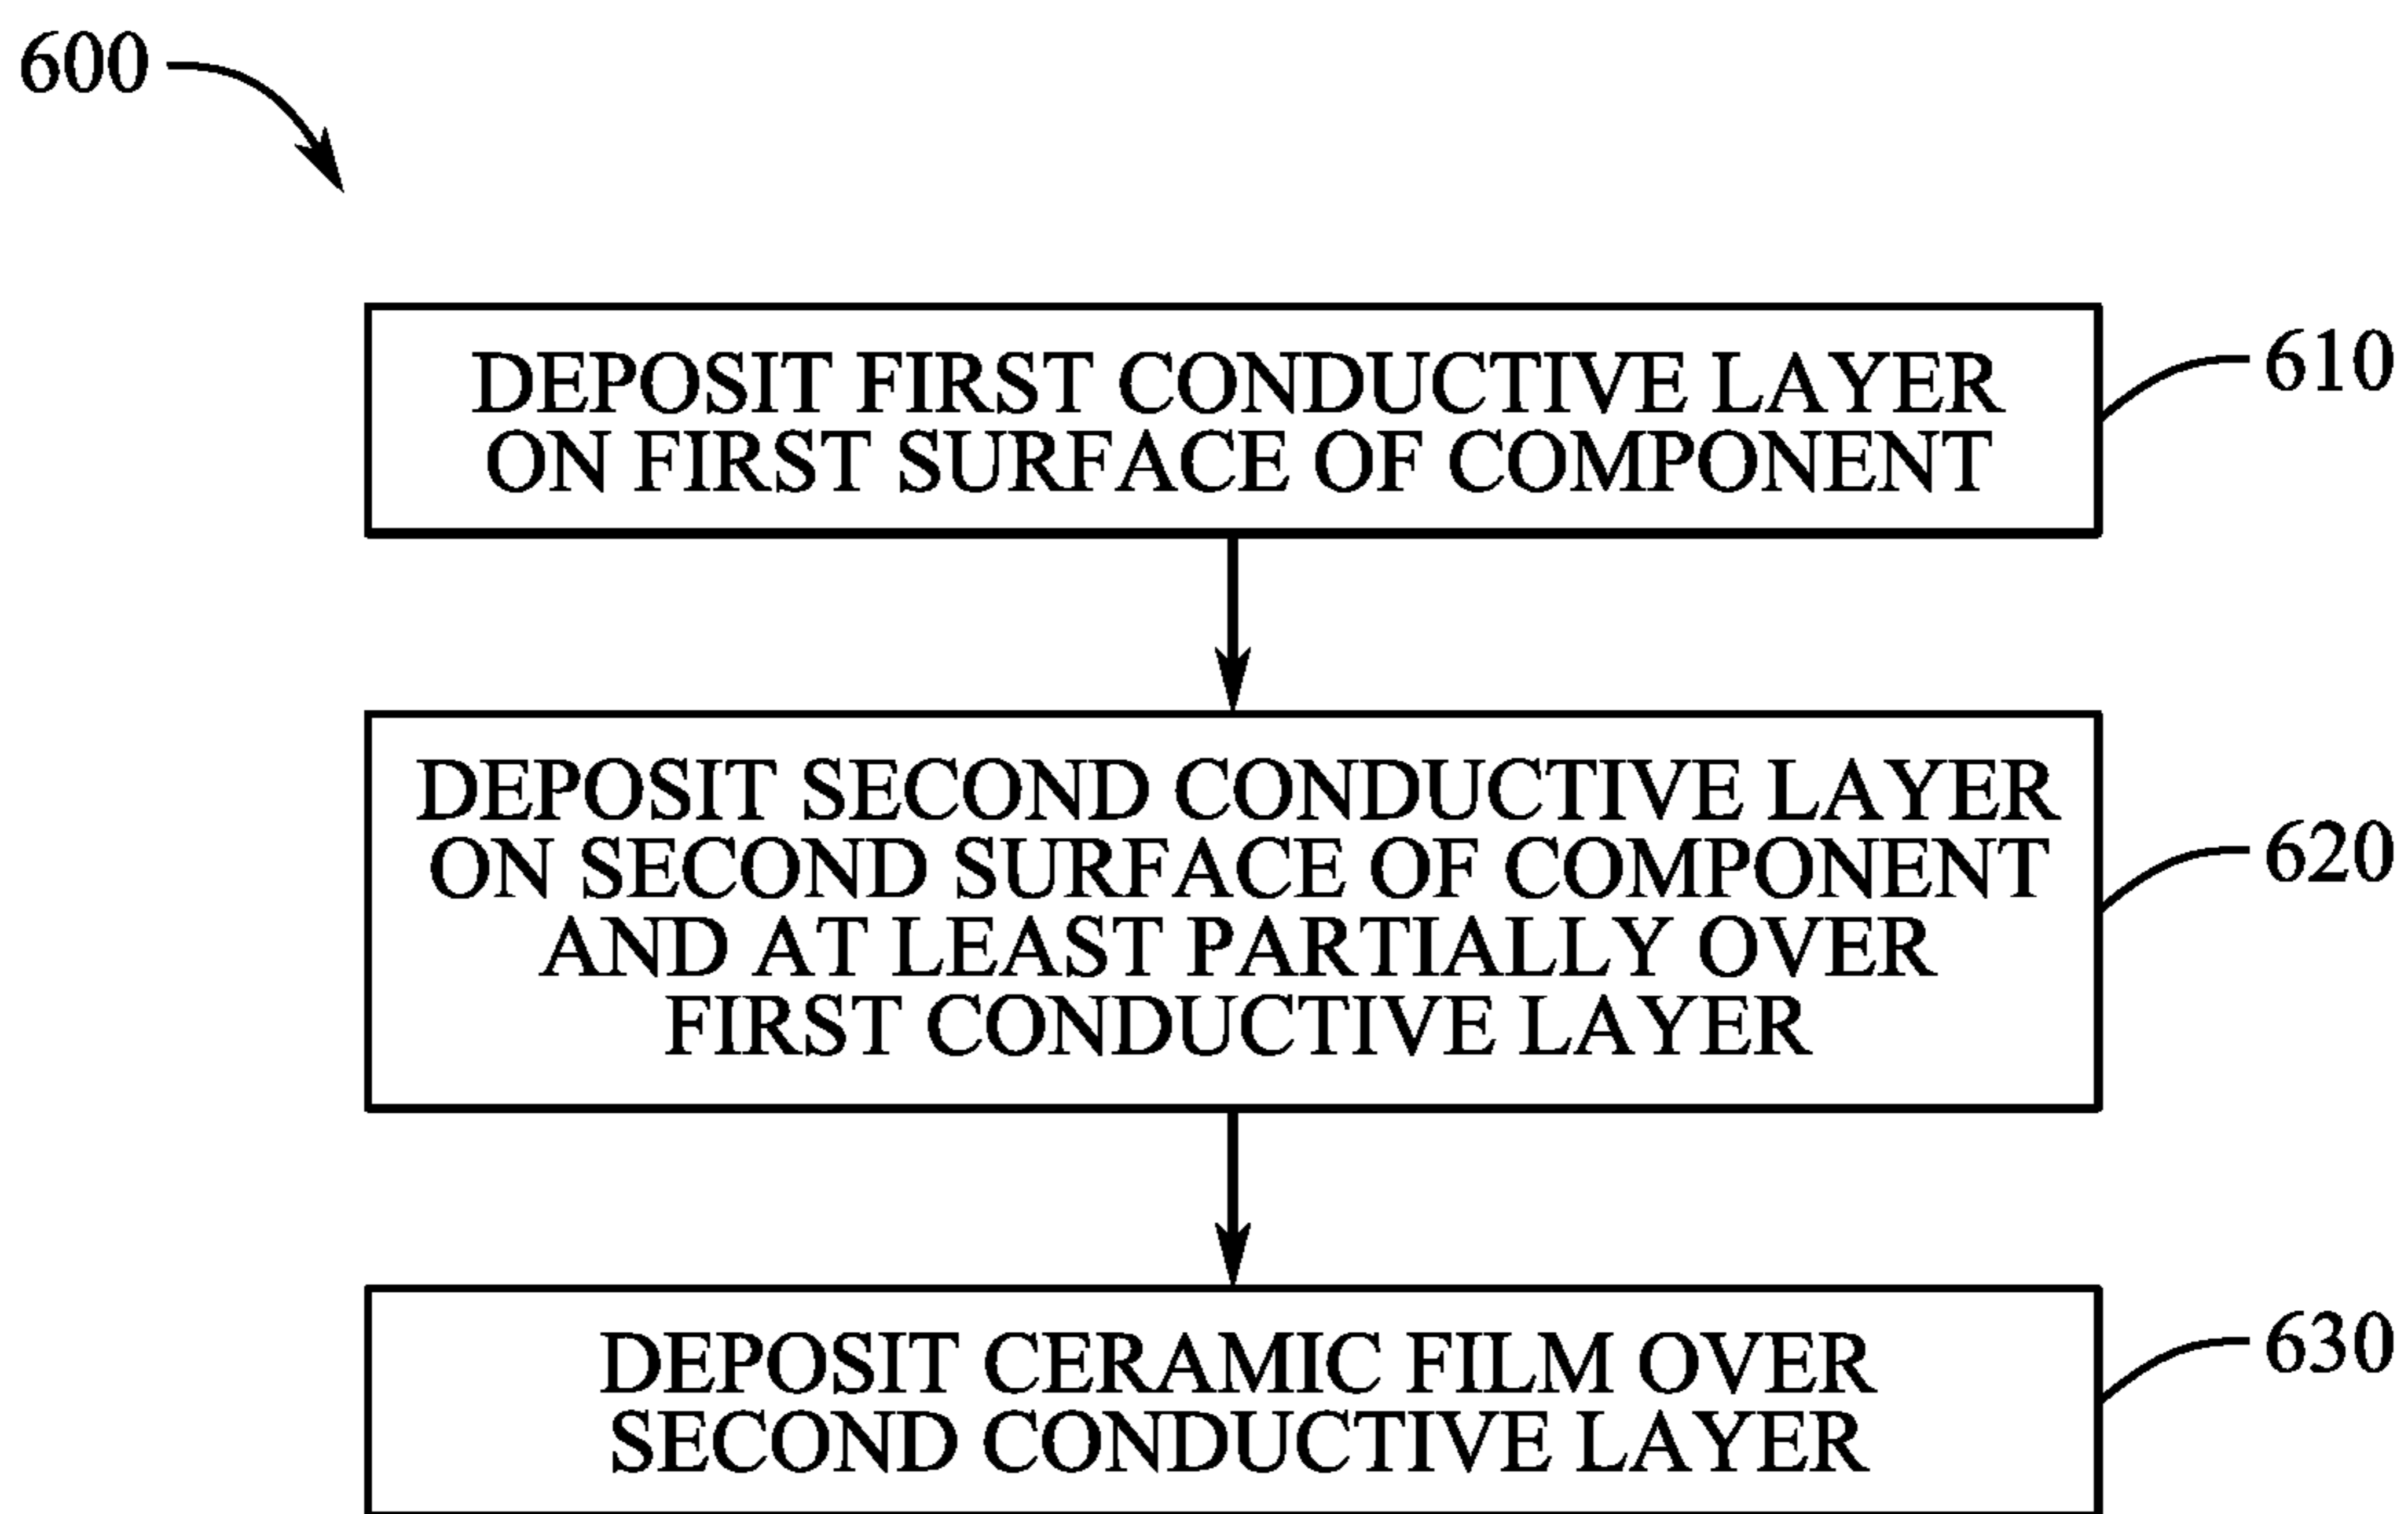 600
DEPOSIT FIRST CONDUCTIVE LAYER
ON FIRST SURFACE OF COMPONENT
610
DEPOSIT SECOND CONDUCTIVE LAYER
ON SECOND SURFACE OF COMPONENT
AND AT LEAST PARTIALLY OVER
FIRST CONDUCTIVE LAYER
620
DEPOSIT CERAMIC FILM OVER
SECOND CONDUCTIVE LAYER
630